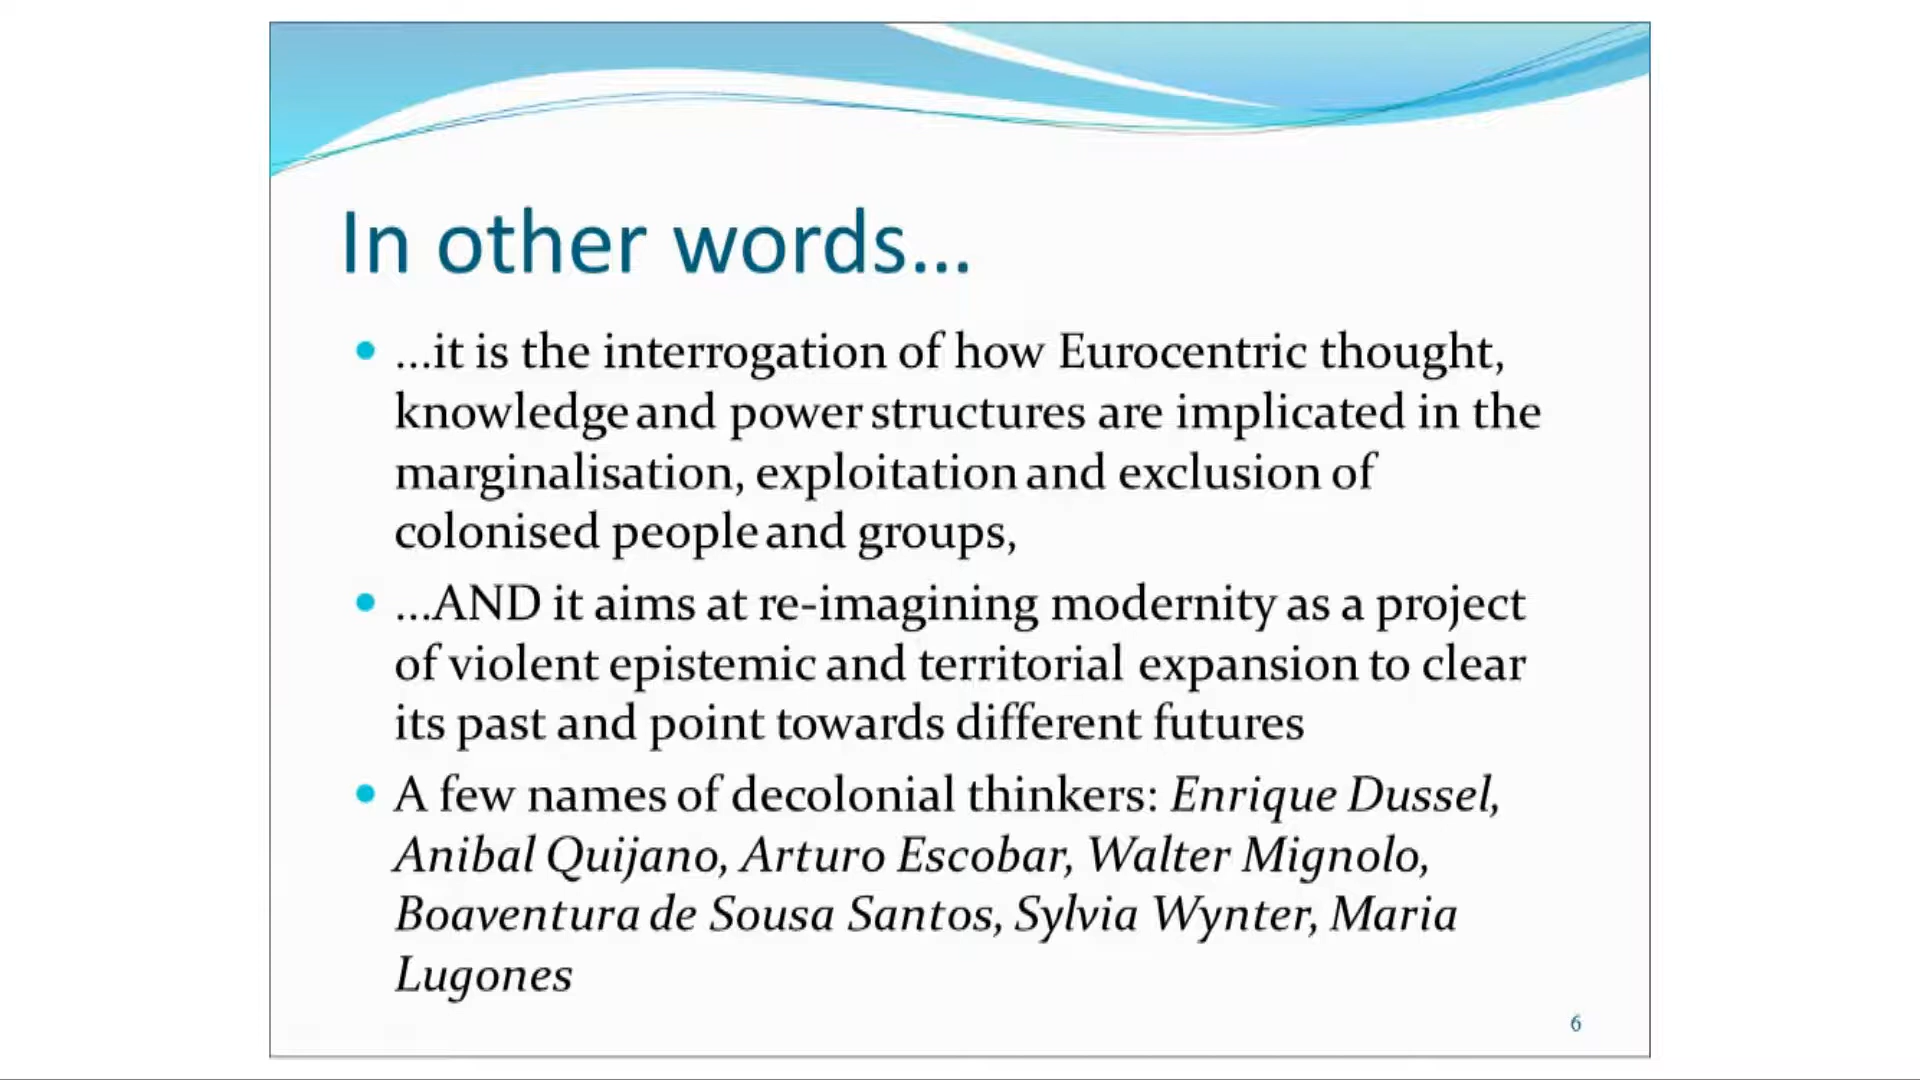 In other words...
...it is the interrogation of how Eurocentric thought,
knowledge and power structures are implicated in the
marginalisation, exploitation and exclusion of
colonised people and groups,
...AND it aims at re-imagining modernity as a project
of violent epistemic and territorial expansion to clear
its past and point towards different futures
A few names of decolonial thinkers: Enrique Dussel,
Anibal Quijano, Arturo Escobar, Walter Mignolo,
Boaventura de Sousa Santos, Sylvia Wynter, Maria
Lugones
6